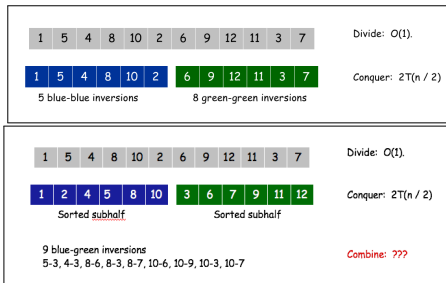 1 5 4 8 10 2 6 9 12 11 3 7 Divide: O(1).
1 5 4 8 10 2 6 9 12 11 3 7 Conquer: 2T(n / 2)
5 blue-blue inversions 8 green-green inversions
1 5 4 8 10 2 6 9 12 11 3 7 Divide: O(1).
1 2 4 5 8 10 3 6 7 9 11 12 Conquer: 2T(n / 2)
Sorted subhalf Sorted subhalf
9 blue-green inversions
5-3, 4-3, 8-6, 8-3, 8-7, 10-6, 10-9, 10-3, 10-7 Combine: ???